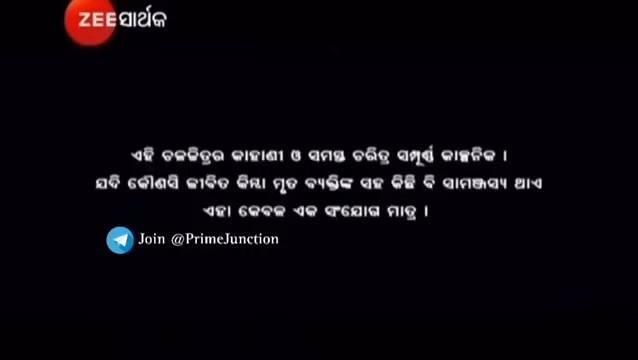 ZEE ସାର୍ଥକ
ଏହି ଚଳଚ୍ଚିତ୍ରର କାହାଣୀ ଓ ସମସ୍ତ ଚରିତ୍ର ସମ୍ପୂର୍ଣ୍ଣ କାଳ୍ପନିକ ।
ଯଦି କୌଣସି ଜୀବିତ କିମ୍ବା ମୃତ ବ୍ୟକ୍ତିଙ୍କ ସହ କିଛି ବି ସାମଞ୍ଜସ୍ୟ ଥାଏ
ଏହା କେବଳ ଏକ ସଂଯୋଗ ମାତ୍ର ।
Join @PrimeJunction